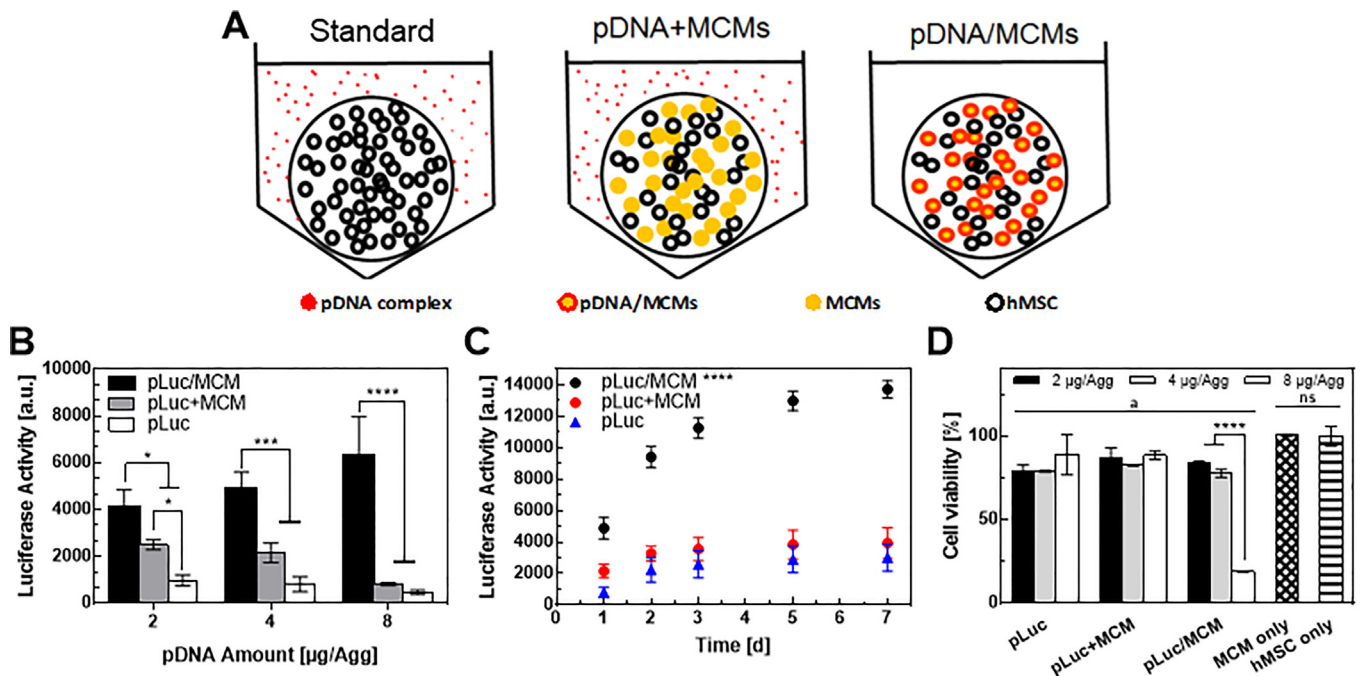 A
Standard
pDNA+MCMs
pDNA/MCMs
pDNA complex
pDNA/MCMs
MCMs
hMSC
B
Luciferase Activity [a.u.]
10000
8000
6000
4000
2000
0
pLuc/MCM
pLuc+MCM
pLuc
*
*
***
****
2
4
8
pDNA Amount [µg/Agg]
C
Luciferase Activity [a.u.]
14000
12000
10000
8000
6000
4000
2000
0
pLuc/MCM ****
pLuc+MCM
pLuc
0 1 2 3 4 5 6 7
Time [d]
D
Cell viability [%]
100
50
0
2 µg/Agg
4 µg/Agg
8 µg/Agg
a
ns
****
pLuc
pLuc+MCM
pLuc/MCM
MCM only
hMSC only